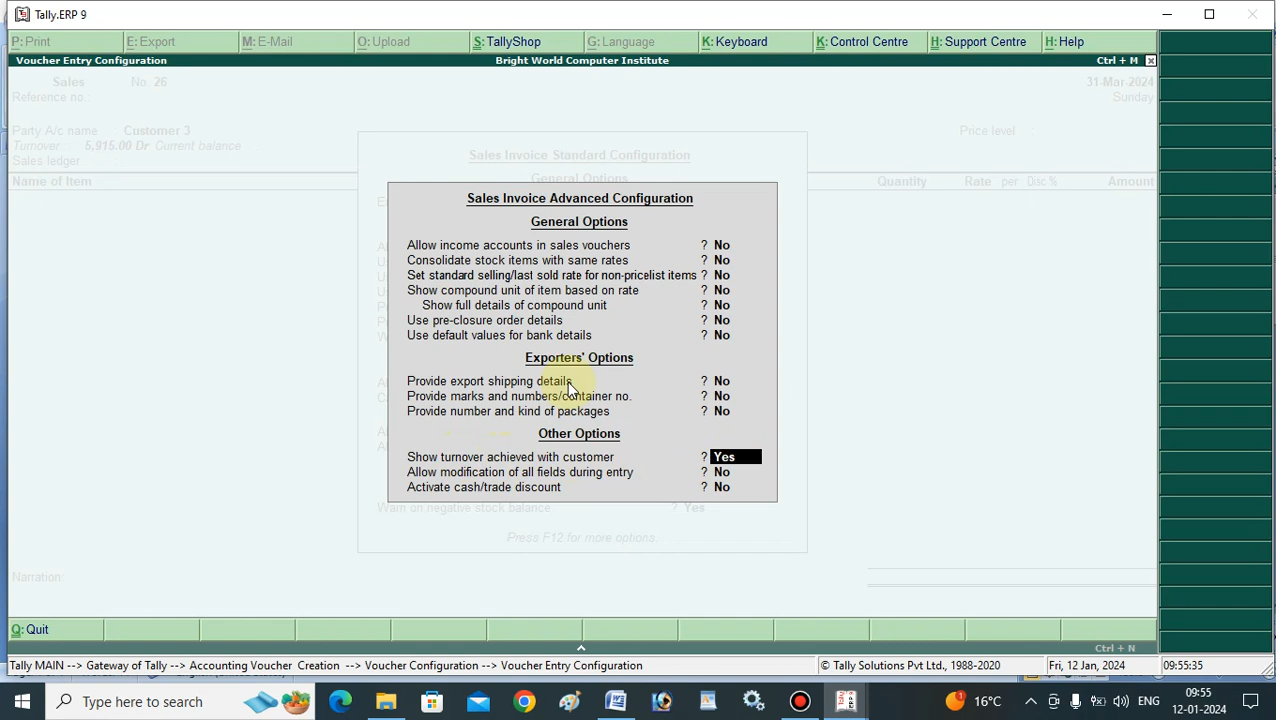 Tally.ERP 9
P: Print E: Export M: E-Mail O: Upload S: TallyShop G: Language K: Keyboard K: Control Centre H: Support Centre H: Help
Voucher Entry Configuration Bright World Computer Institute Ctrl + M
Sales No 26 31-Mar-2024
Reference no.: Sunday
Party A/c name : Customer 3 Price level :
Turnover : 5,915.00 Dr Current balance
Sales ledger
Sales Invoice Standard Configuration
Name of Item Quantity Rate per Disc % Amount
General Options
Sales Invoice Advanced Configuration
General Options
Allow income accounts in sales vouchers ? No
Consolidate stock items with same rates ? No
Set standard selling/last sold rate for non-pricelist items ? No
Show compound unit of item based on rate ? No
Show full details of compound unit ? No
Use pre-closure order details ? No
Use default values for bank details ? No
Exporters' Options
Provide export shipping details ? No
Provide marks and numbers/container no. ? No
Provide number and kind of packages ? No
Other Options
Show turnover achieved with customer ? Yes
Allow modification of all fields during entry ? No
Activate cash/trade discount ? No
Warn on negative stock balance ? Yes
Press F12 for more options.
Narration:
Q: Quit
Ctrl + N
Tally MAIN --> Gateway of Tally --> Accounting Voucher Creation --> Voucher Configuration --> Voucher Entry Configuration © Tally Solutions Pvt Ltd., 1988-2020 Fri, 12 Jan, 2024 09:55:35
Type here to search 1 16°C ENG 09:55
12-01-2024